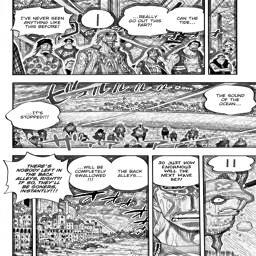 CAN THE
TIDE...
...REALLY
GO OUT THIS
FAR?!
!
I'VE NEVER SEEN
ANYTHING LIKE
THIS BEFORE!
THE SOUND
OF THE
OCEAN...
...IT'S
STOPPED!!!
!!
SO JUST HOW
ENORMOUS
WILL THE
NEXT WAVE
BE?!
THE BACK
ALLEYS...
...WILL BE
COMPLETELY
SWALLOWED
!!!
THERE'S
NOBODY LEFT
IN THE BACK
ALLEYS, RIGHT?!
IF SO, THEY'LL
BE GONERS,
INSTANTLY!!!